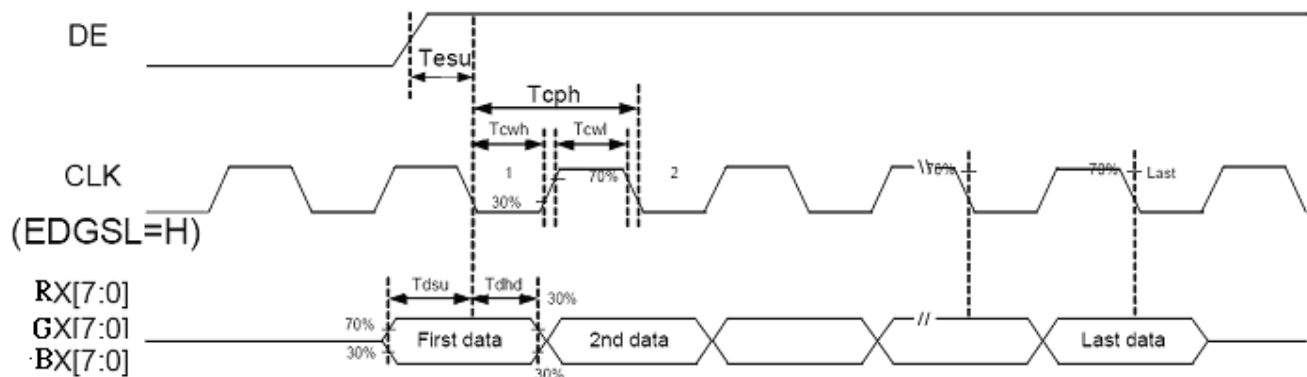 DE
Tesu
Tcph
Tcwh Tcwl
CLK 1 70% 2 \\ 70% 70% Last
30%
(EDGSL=H)
RX[7:0] Tdsu Tdhd 30%
GX[7:0] 70% First data 2nd data // Last data
BX[7:0] 30% 30%